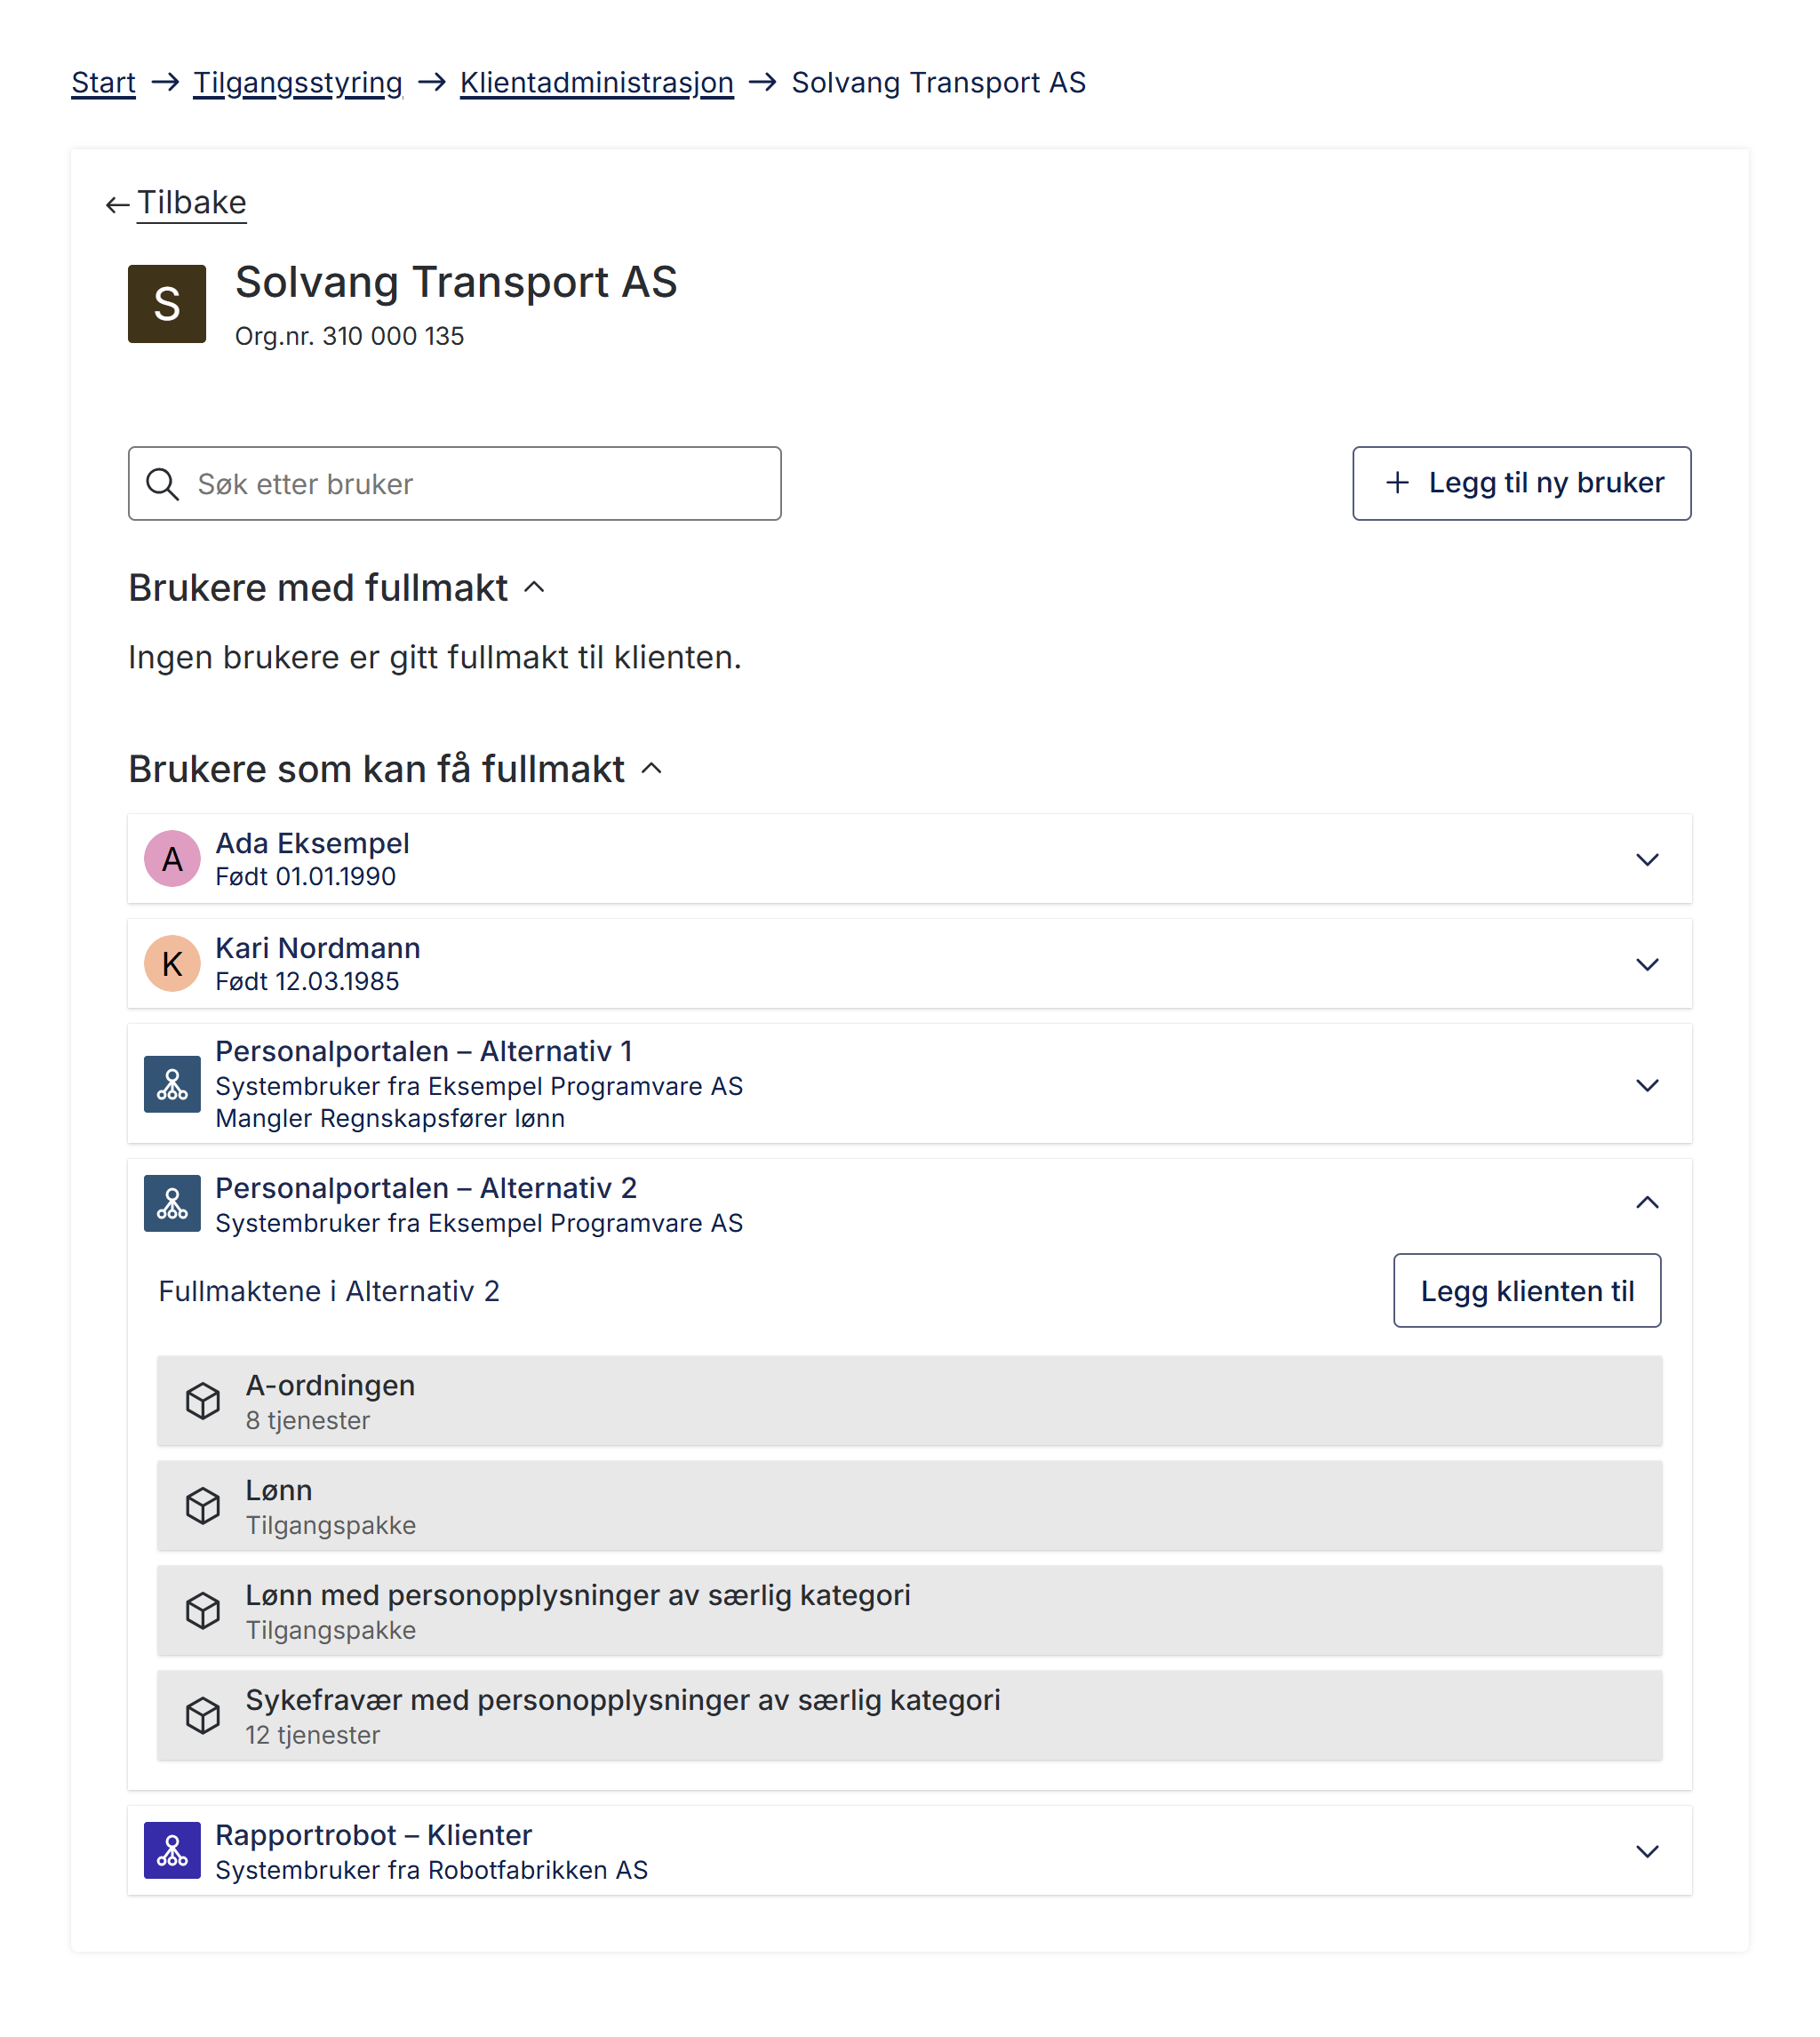 Start → Tilgangsstyring → Klientadministrasjon → Solvang Transport AS
← Tilbake
S
Solvang Transport AS
Org.nr. 310 000 135
Søk etter bruker
+ Legg til ny bruker
Brukere med fullmakt
Ingen brukere er gitt fullmakt til klienten.
Brukere som kan få fullmakt
A
Ada Eksempel
Født 01.01.1990
K
Kari Nordmann
Født 12.03.1985
Personalportalen – Alternativ 1
Systembruker fra Eksempel Programvare AS
Mangler Regnskapsfører lønn
Personalportalen – Alternativ 2
Systembruker fra Eksempel Programvare AS
Fullmaktene i Alternativ 2
Legg klienten til
A-ordningen
8 tjenester
Lønn
Tilgangspakke
Lønn med personopplysninger av særlig kategori
Tilgangspakke
Sykefravær med personopplysninger av særlig kategori
12 tjenester
Rapportrobot – Klienter
Systembruker fra Robotfabrikken AS